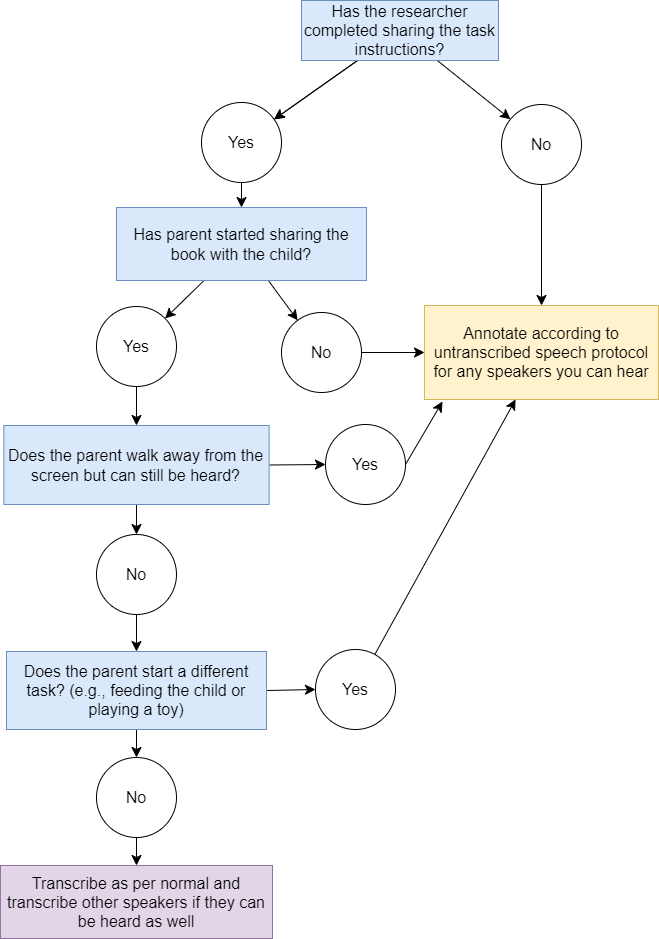 Has the researcher
completed sharing the task
instructions?
Yes
No
Has parent started sharing the
book with the child?
Yes
No
Annotate according to
untranscribed speech protocol
for any speakers you can hear
Does the parent walk away from the
screen but can still be heard?
Yes
No
Does the parent start a different
task? (e.g., feeding the child or
playing a toy)
Yes
No
Transcribe as per normal and
transcribe other speakers if they can
be heard as well